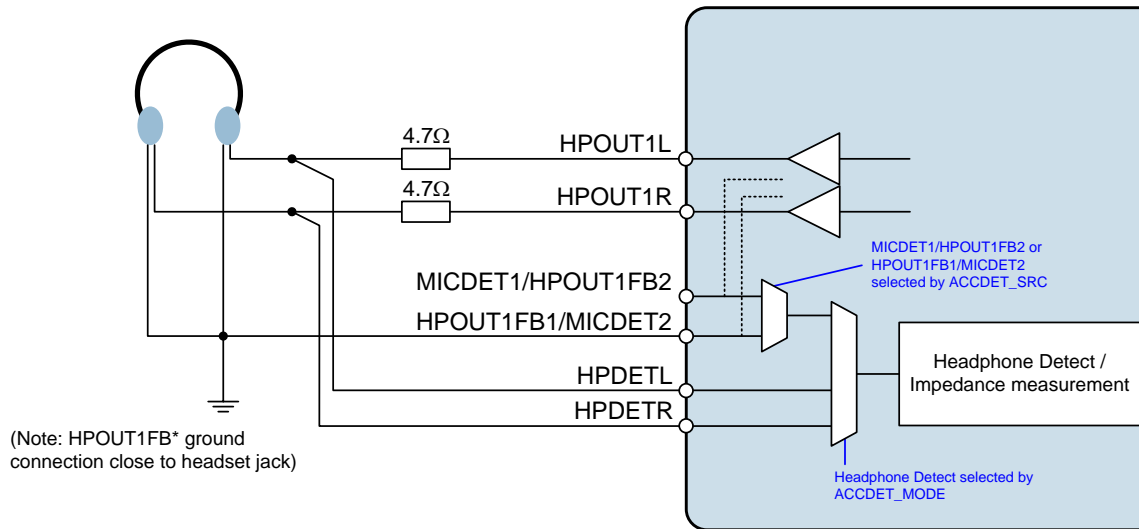 4.7Ω
HPOUT1L
4.7Ω
HPOUT1R
MICDET1/HPOUT1FB2 or
HPOUT1FB1/MICDET2
selected by ACCDET_SRC
MICDET1/HPOUT1FB2
HPOUT1FB1/MICDET2
Headphone Detect /
Impedance measurement
HPDETL
HPDETR
(Note: HPOUT1FB* ground
connection close to headset jack)
Headphone Detect selected by
ACCDET_MODE